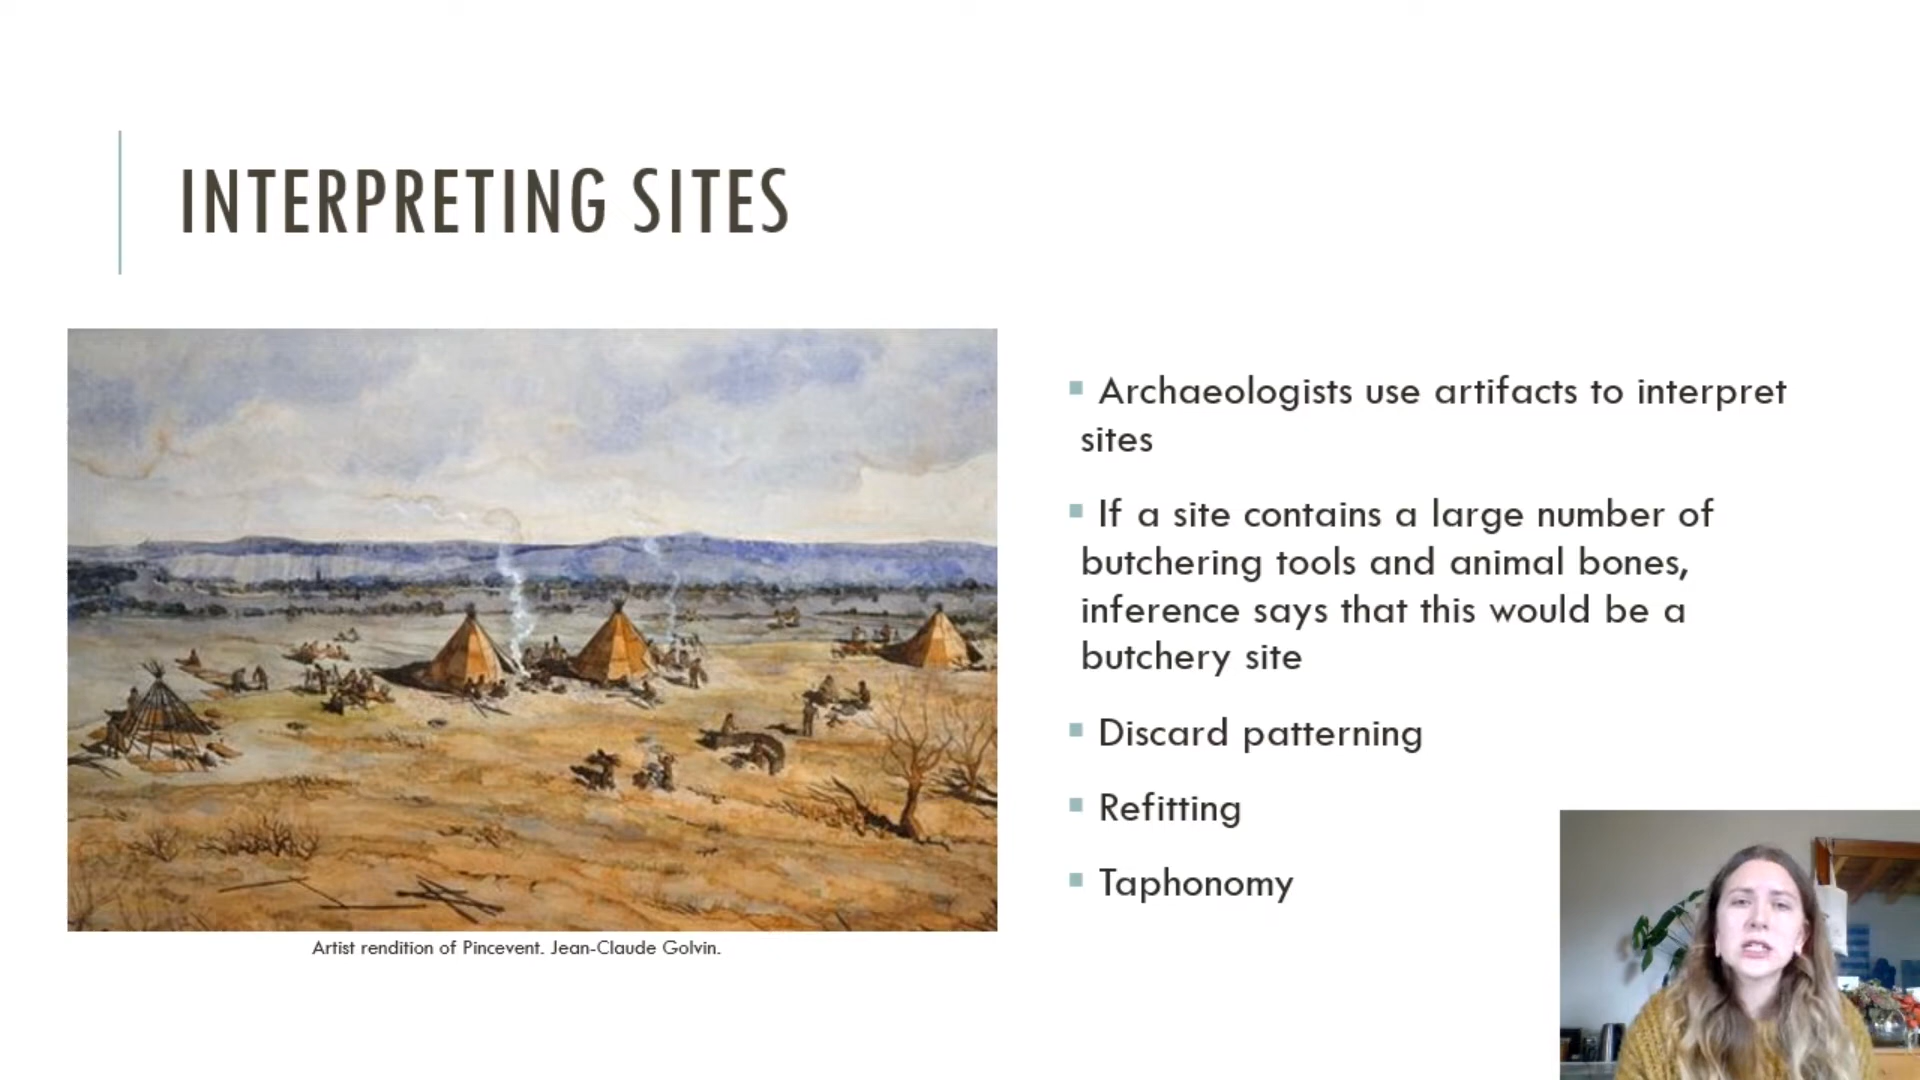 INTERPRETING SITES
▪ Archaeologists use artifacts to interpret
sites
▪ If a site contains a large number of
butchering tools and animal bones,
inference says that this would be a
butchery site
▪ Discard patterning
▪ Refitting
▪ Taphonomy
Artist rendition of Pincevent. Jean-Claude Golvin.